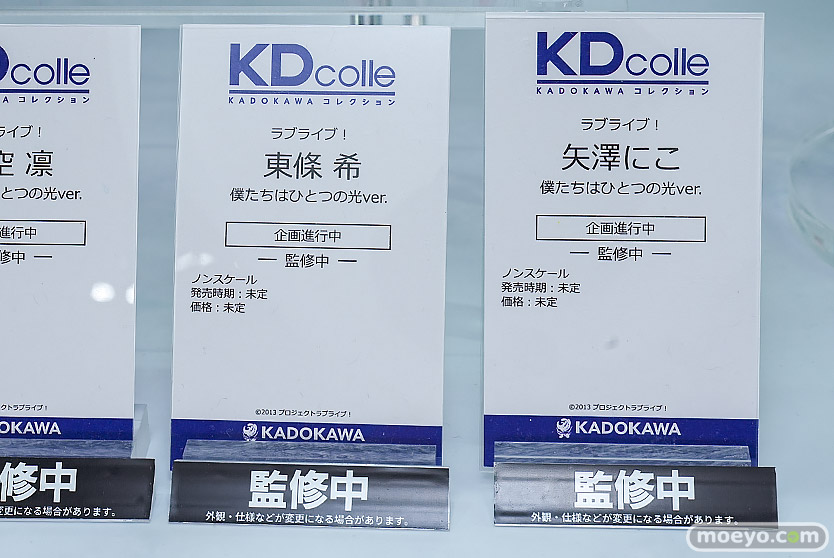 Dcolle
WA コレクション
ライブ！
空 凛
とつの光ver.
進行中
修中 ー
クトラブライブ！
KADOKAWA
修中
変更になる場合があります。
KDcolle
KADOKAWA コレクション
ラブライブ！
東條 希
僕たちはひとつの光ver.
企画進行中
ー 監修中 ー
ノンスケール
発売時期：未定
価格：未定
©2013 プロジェクトラブライブ！
KADOKAWA
監修中
外観・仕様などが変更になる場合があります。
KDcolle
KADOKAWA コレクション
ラブライブ！
矢澤にこ
僕たちはひとつの光ver.
企画進行中
ー 監修中 ー
ノンスケール
発売時期：未定
価格：未定
©2013 プロジェクトラブライブ！
KADOKAWA
監修中
外観・仕様などが変更になる場合があります。
moeyo.com